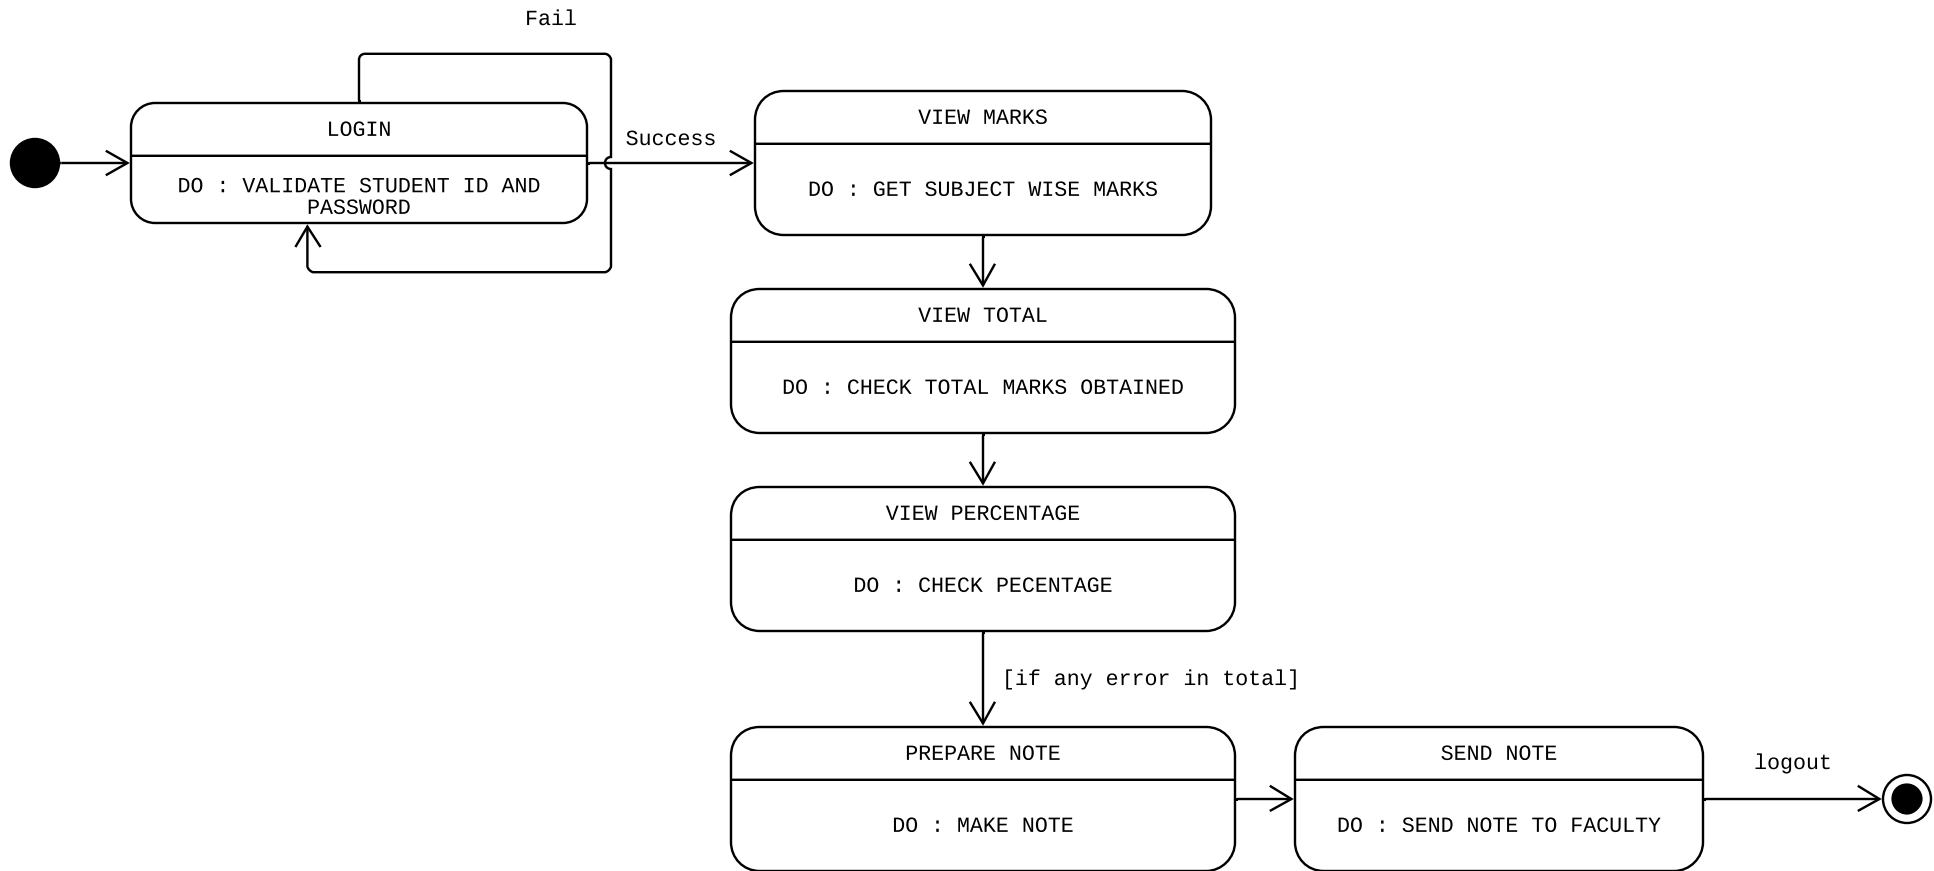 Fail
LOGIN
DO : VALIDATE STUDENT ID AND
PASSWORD
Success
VIEW MARKS
DO : GET SUBJECT WISE MARKS
VIEW TOTAL
DO : CHECK TOTAL MARKS OBTAINED
VIEW PERCENTAGE
DO : CHECK PECENTAGE
[if any error in total]
PREPARE NOTE
DO : MAKE NOTE
SEND NOTE
DO : SEND NOTE TO FACULTY
logout